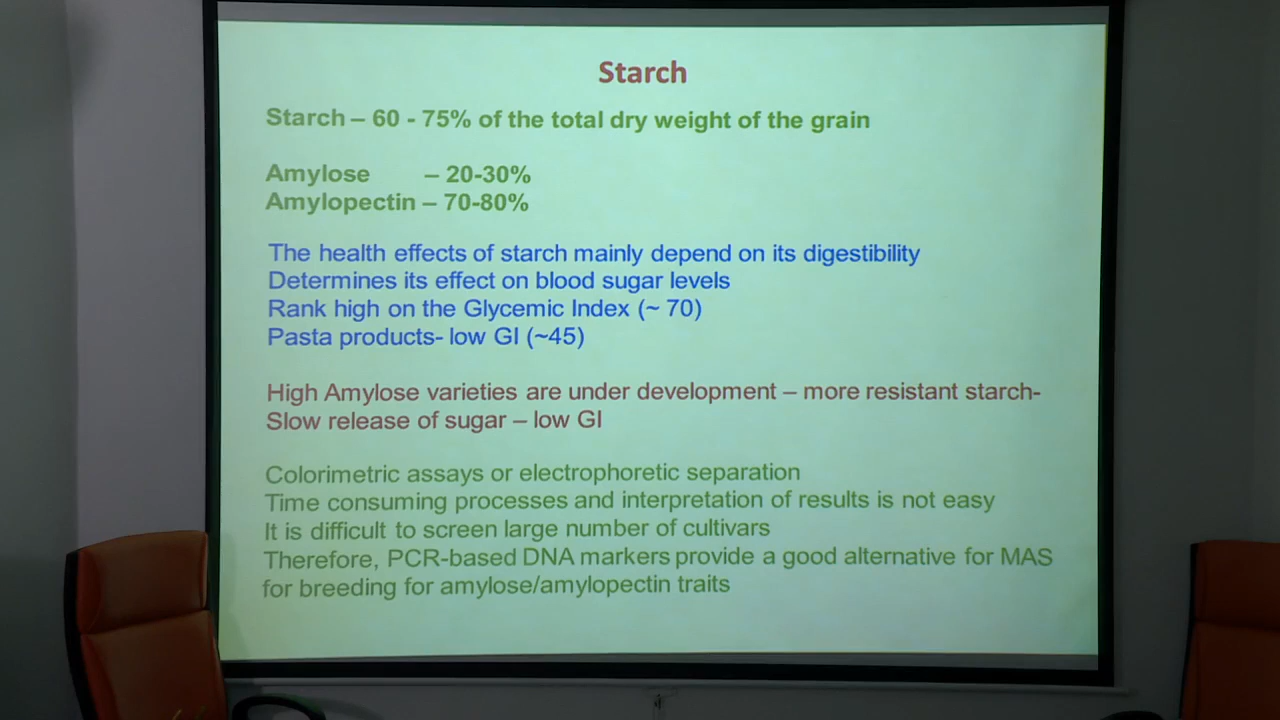 Starch
Starch – 60 - 75% of the total dry weight of the grain
Amylose – 20-30%
Amylopectin – 70-80%
The health effects of starch mainly depend on its digestibility
Determines its effect on blood sugar levels
Rank high on the Glycemic Index (~ 70)
Pasta products- low GI (~45)
High Amylose varieties are under development – more resistant starch-
Slow release of sugar – low GI
Colorimetric assays or electrophoretic separation
Time consuming processes and interpretation of results is not easy
It is difficult to screen large number of cultivars
Therefore, PCR-based DNA markers provide a good alternative for MAS
for breeding for amylose/amylopectin traits